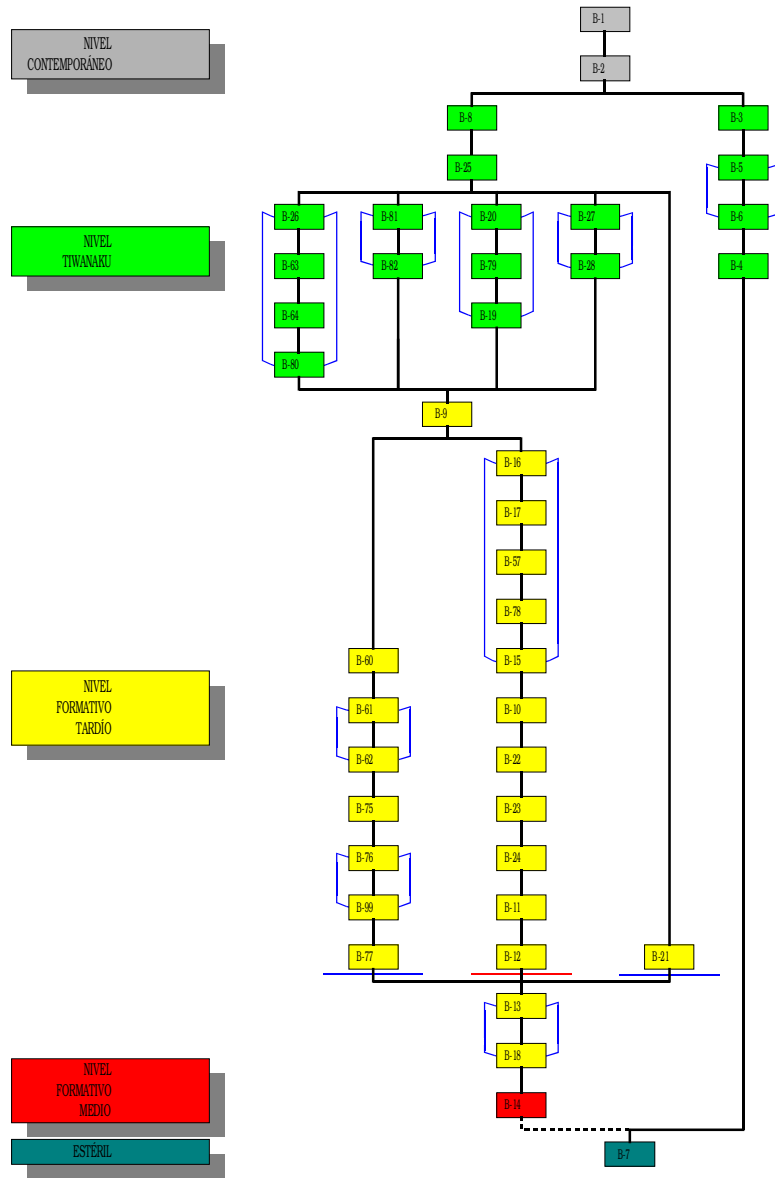 B-1
NIVEL
CONTEMPORÁNEO
B-2
B-8
B-3
B-25
B-5
B-26
B-81
B-20
B-27
B-6
NIVEL
TIWANAKU
B-63
B-82
B-79
B-28
B-4
B-64
B-19
B-80
B-9
B-16
B-17
B-57
B-78
B-60
B-15
NIVEL
FORMATIVO
TARDÍO
B-61
B-10
B-62
B-22
B-75
B-23
B-76
B-24
B-99
B-11
B-77
B-12
B-21
B-13
B-18
NIVEL
FORMATIVO
MEDIO
B-14
ESTÉRIL
B-7